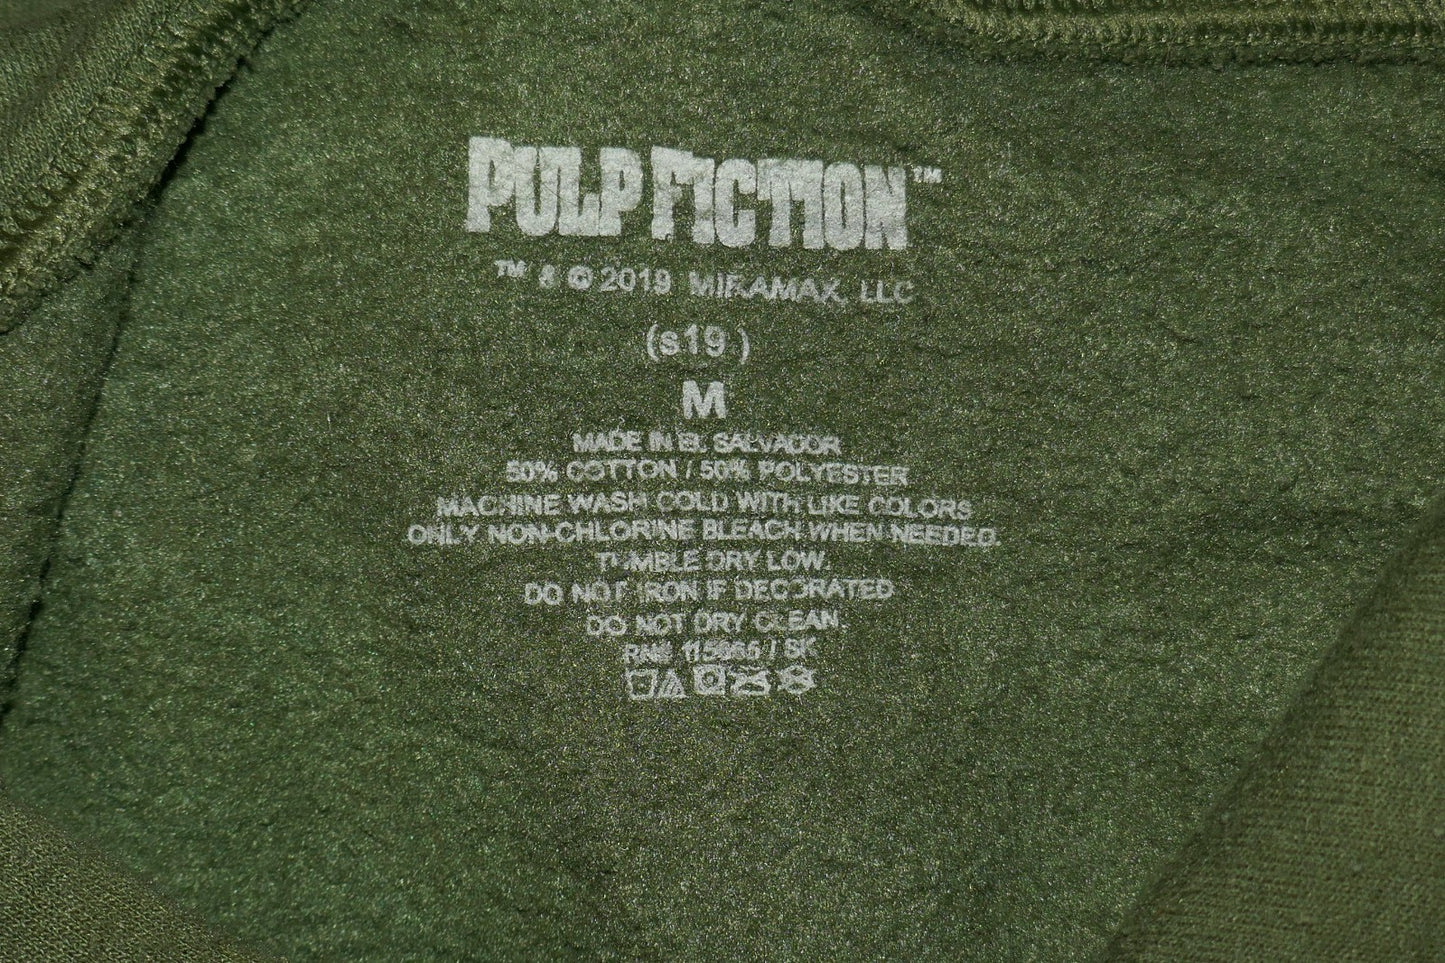 PULP FICTION™
™ & © 2019 MIRAMAX, LLC
(s19 )
M
MADE IN EL SALVADOR
50% COTTON / 50% POLYESTER
MACHINE WASH COLD WITH LIKE COLORS
ONLY NON-CHLORINE BLEACH WHEN NEEDED.
TUMBLE DRY LOW.
DO NOT IRON IF DECORATED
DO NOT DRY CLEAN.
RN# / SK